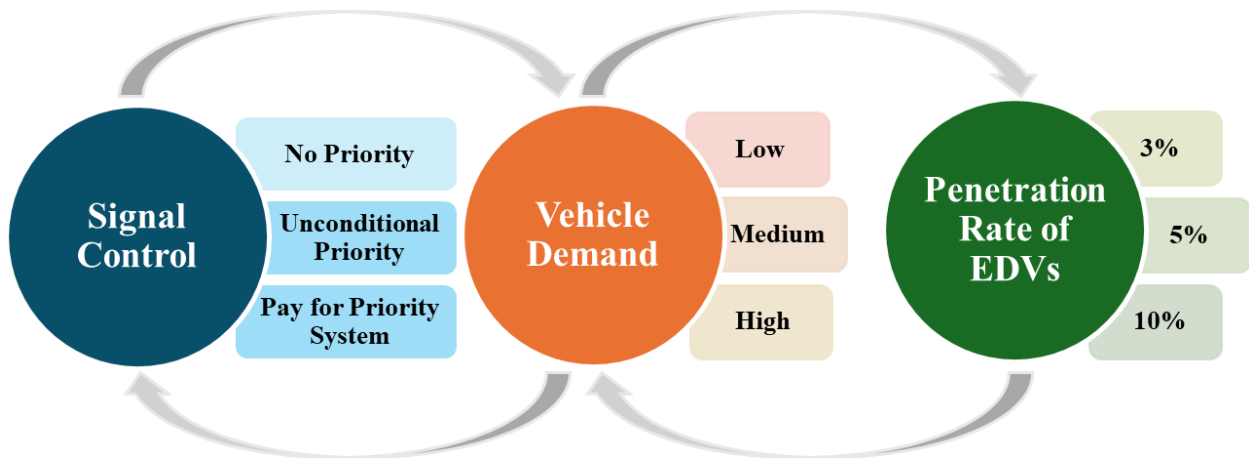 Signal
Control
No Priority
Unconditional
Priority
Pay for Priority
System
Vehicle
Demand
Low
Medium
High
Penetration
Rate of
EDVs
3%
5%
10%